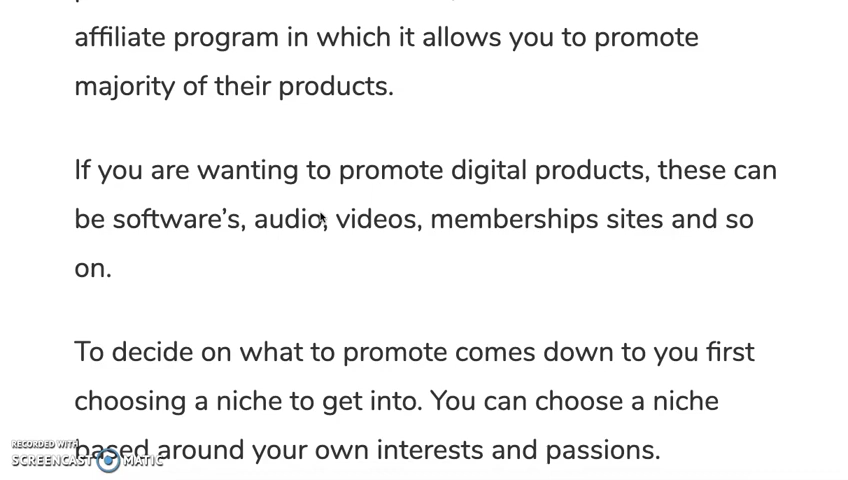 affiliate program in which it allows you to promote
majority of their products.
If you are wanting to promote digital products, these can
be software’s, audio, videos, memberships sites and so
on.
To decide on what to promote comes down to you first
choosing a niche to get into. You can choose a niche
based around your own interests and passions.
RECORDED WITH
SCREENCAST MATIC